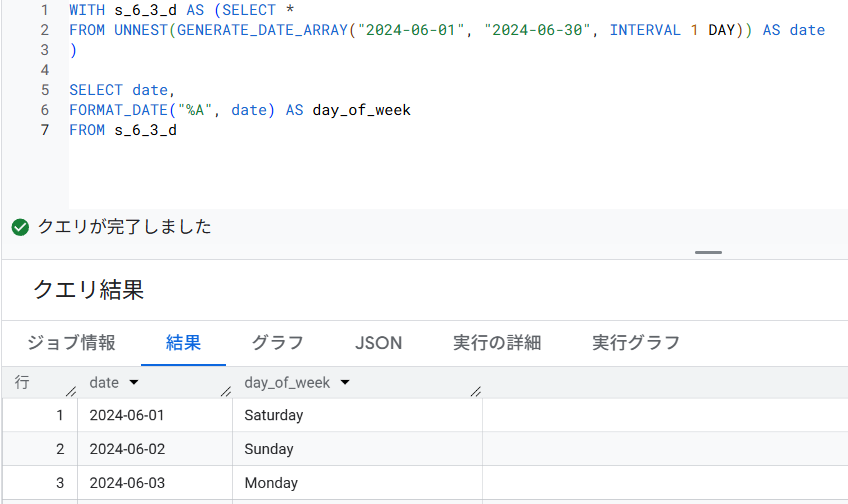 1 WITH s_6_3_d AS (SELECT *
2 FROM UNNEST(GENERATE_DATE_ARRAY("2024-06-01", "2024-06-30", INTERVAL 1 DAY)) AS date
3 )
4
5 SELECT date,
6 FORMAT_DATE("%A", date) AS day_of_week
7 FROM s_6_3_d
クエリが完了しました
クエリ結果
ジョブ情報 結果 グラフ JSON 実行の詳細 実行グラフ
行 date day_of_week
1 2024-06-01 Saturday
2 2024-06-02 Sunday
3 2024-06-03 Monday